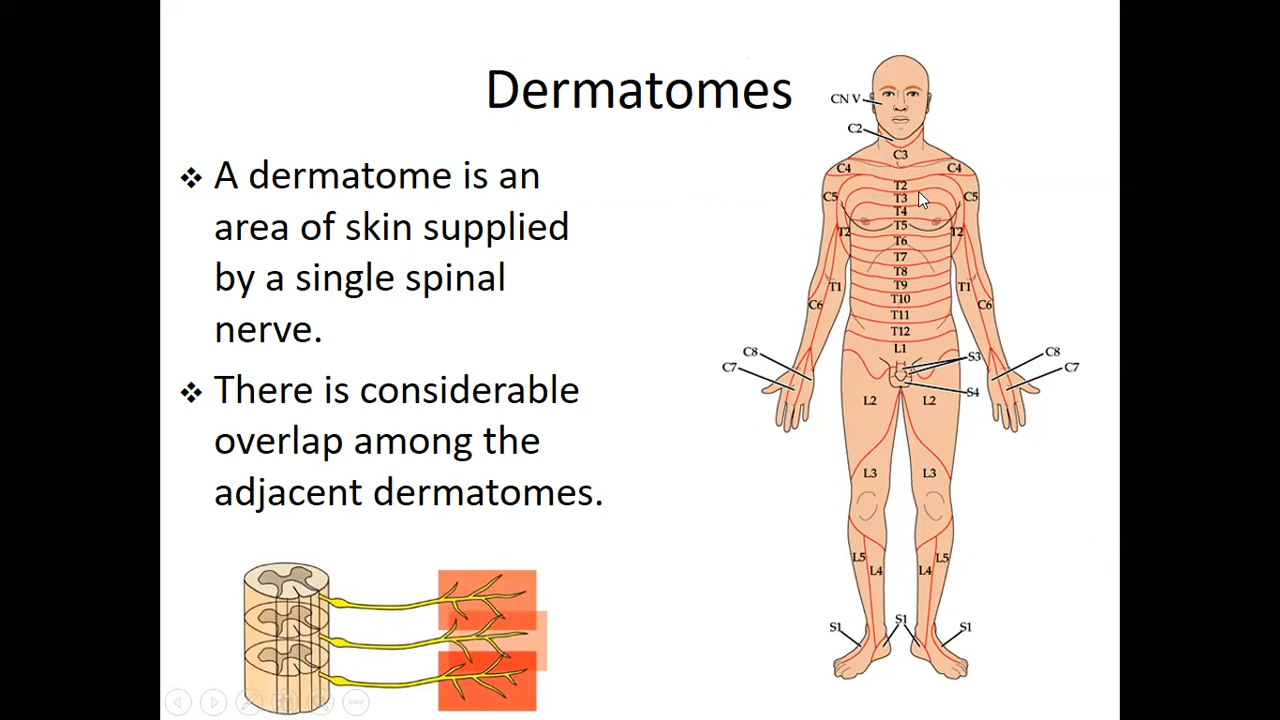 Dermatomes
❖ A dermatome is an
area of skin supplied
by a single spinal
nerve.
❖ There is considerable
overlap among the
adjacent dermatomes.
CN V
C2
C3
C4 C4
T2
C5 T3 C5
T4
T5
T2 T2
T6
T7
T8
T1 T9 T1
T10
C6 C6
T11
T12
L1
C8 S3 C8
C7 C7
S4
L2 L2
L3 L3
L5 L5
L4 L4
S1 S1 S1